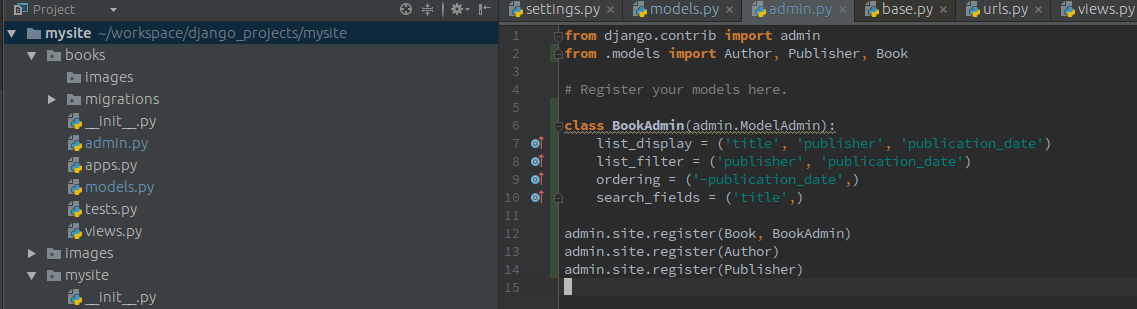 Project
mysite ~/workspace/django_projects/mysite
books
images
migrations
__init__.py
admin.py
apps.py
models.py
tests.py
views.py
images
mysite
__init__.py
settings.py × models.py × admin.py × base.py × urls.py × views.py
1 from django.contrib import admin
2 from .models import Author, Publisher, Book
3
4 # Register your models here.
5
6 class BookAdmin(admin.ModelAdmin):
7     list_display = ('title', 'publisher', 'publication_date')
8     list_filter = ('publisher', 'publication_date')
9     ordering = ('-publication_date',)
10     search_fields = ('title',)
11
12 admin.site.register(Book, BookAdmin)
13 admin.site.register(Author)
14 admin.site.register(Publisher)
15